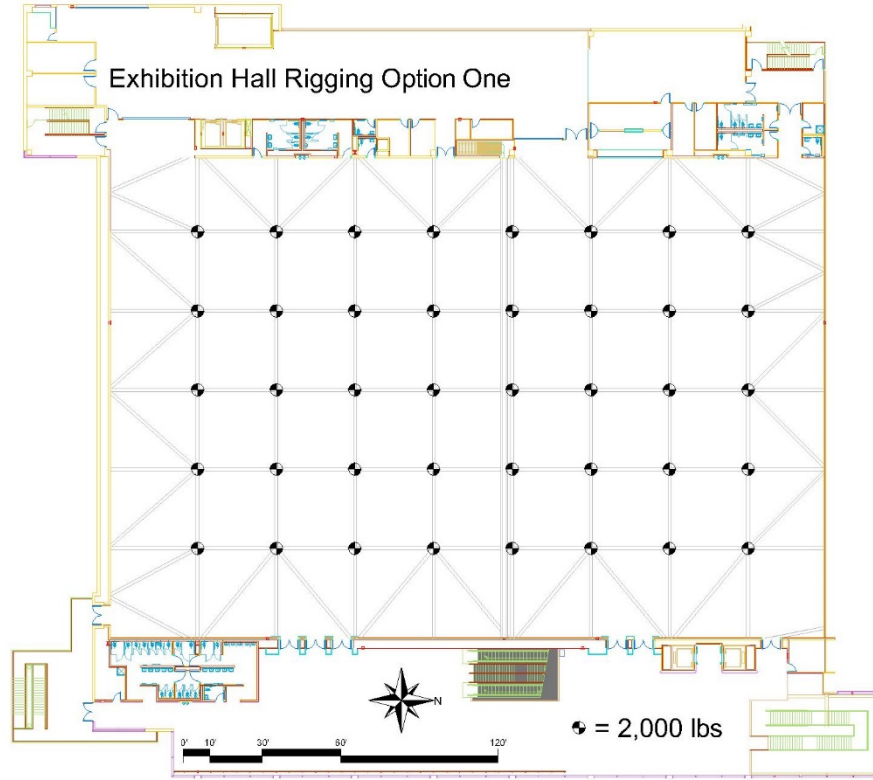 Exhibition Hall Rigging Option One
N
= 2,000 lbs
0' 10' 30' 60' 120'